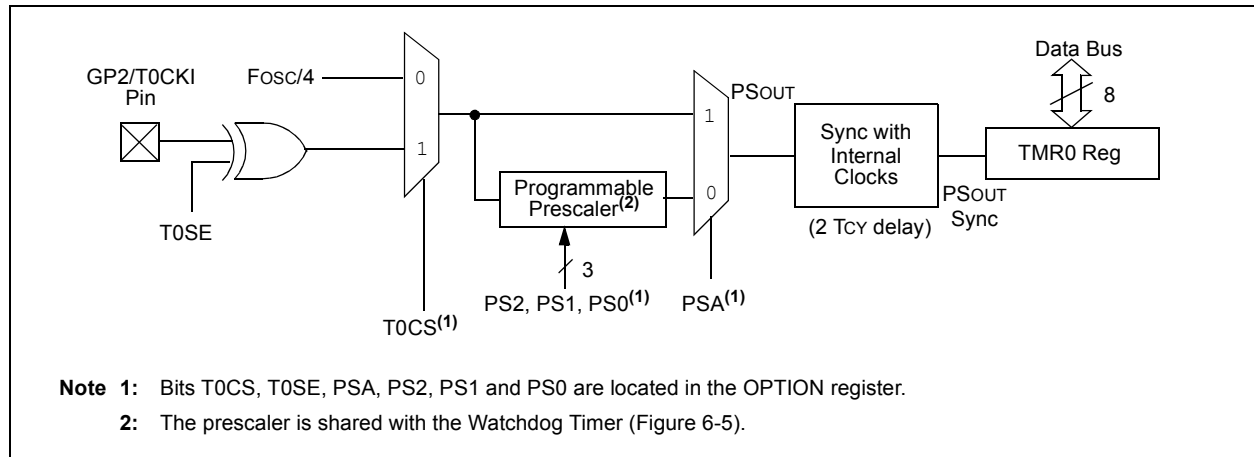 Data Bus
GP2/T0CKI
Pin
FOSC/4
0
1
T0SE
T0CS(1)
Programmable
Prescaler(2)
3
PS2, PS1, PS0(1)
1
0
PSA(1)
PSOUT
Sync with
Internal
Clocks
(2 TCY delay)
PSOUT
Sync
8
TMR0 Reg
Note 1: Bits T0CS, T0SE, PSA, PS2, PS1 and PS0 are located in the OPTION register.
2: The prescaler is shared with the Watchdog Timer (Figure 6-5).